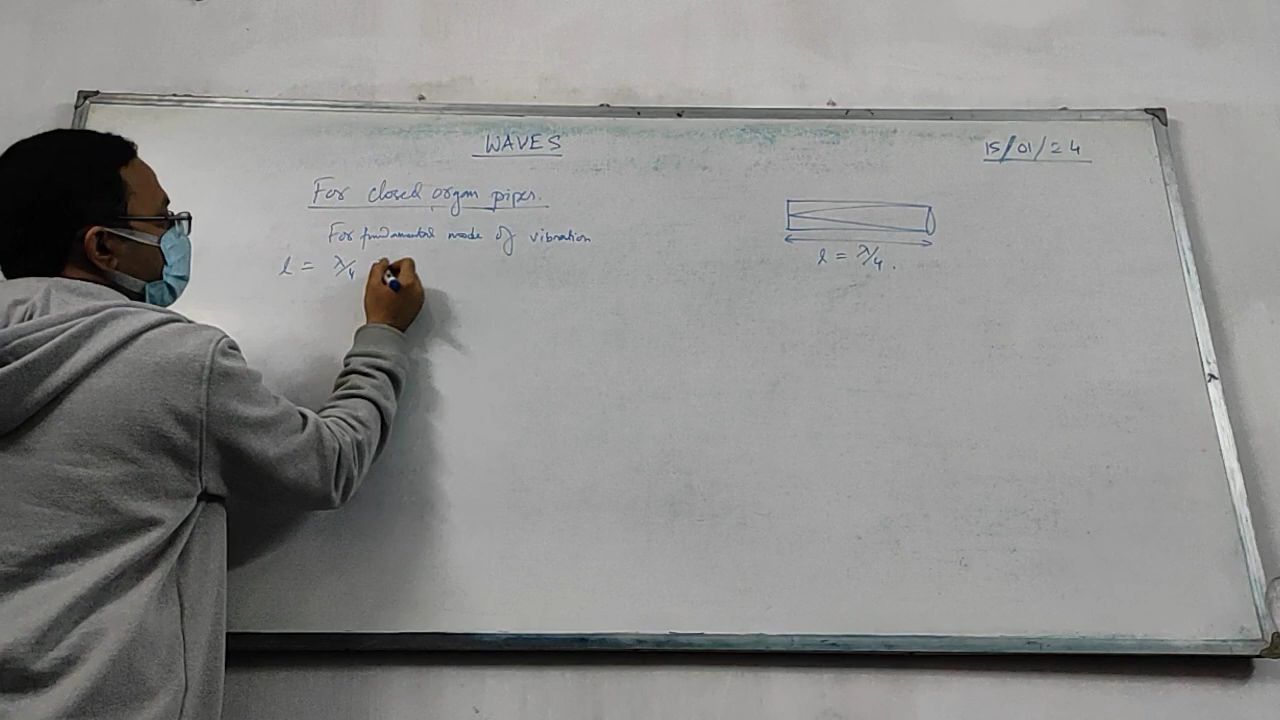 WAVES
15/01/24
For closed organ pipes.
For fundamental mode of vibration
l = λ/4
l = λ/4.